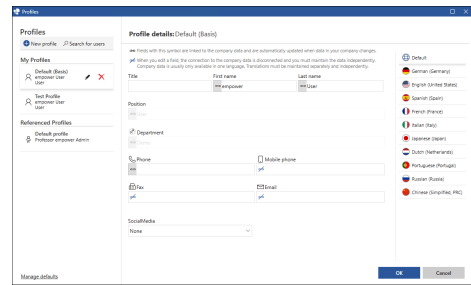 Profiles
Profiles
New profile
Search for users
My Profiles
Default (Basis)
empower User
User
Test Profile
empower User
User
Referenced Profiles
Default profile
Professor empower Admin
Manage defaults
Profile details: Default (Basis)
Fields with this symbol are linked to the company data and are automatically updated when data in your company changes.
When you edit a field, the connection to the company data is disconnected and you must maintain the data independently.
Company data is usually only available in one language. Translations must be maintained separately and independently.
Title
First name
Last name
empower
User
Position
Department
Phone
Mobile phone
Fax
Email
SocialMedia
None
Default
German (Germany)
English (United States)
Spanish (Spain)
French (France)
Italian (Italy)
Japanese (Japan)
Dutch (Netherlands)
Portuguese (Portugal)
Russian (Russia)
Chinese (Simplified, PRC)
OK
Cancel